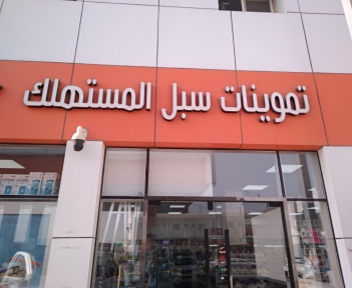 تموينات سبل المستهلك